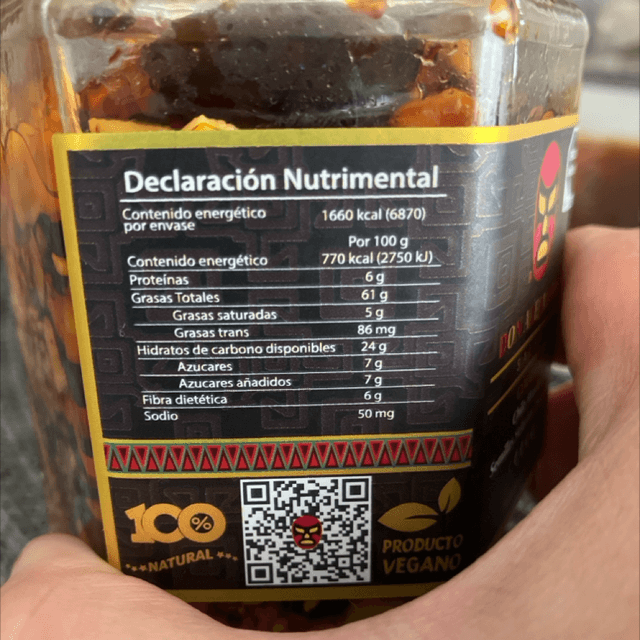 Declaración Nutrimental
Contenido energético por envase 1660 kcal (6870)
Por 100 g
Contenido energético 770 kcal (2750 kJ)
Proteínas 6 g
Grasas Totales 61 g
Grasas saturadas 5 g
Grasas trans 86 mg
Hidratos de carbono disponibles 24 g
Azucares 7 g
Azucares añadidos 7 g
Fibra dietética 6 g
Sodio 50 mg
100%
NATURAL
PRODUCTO
VEGANO